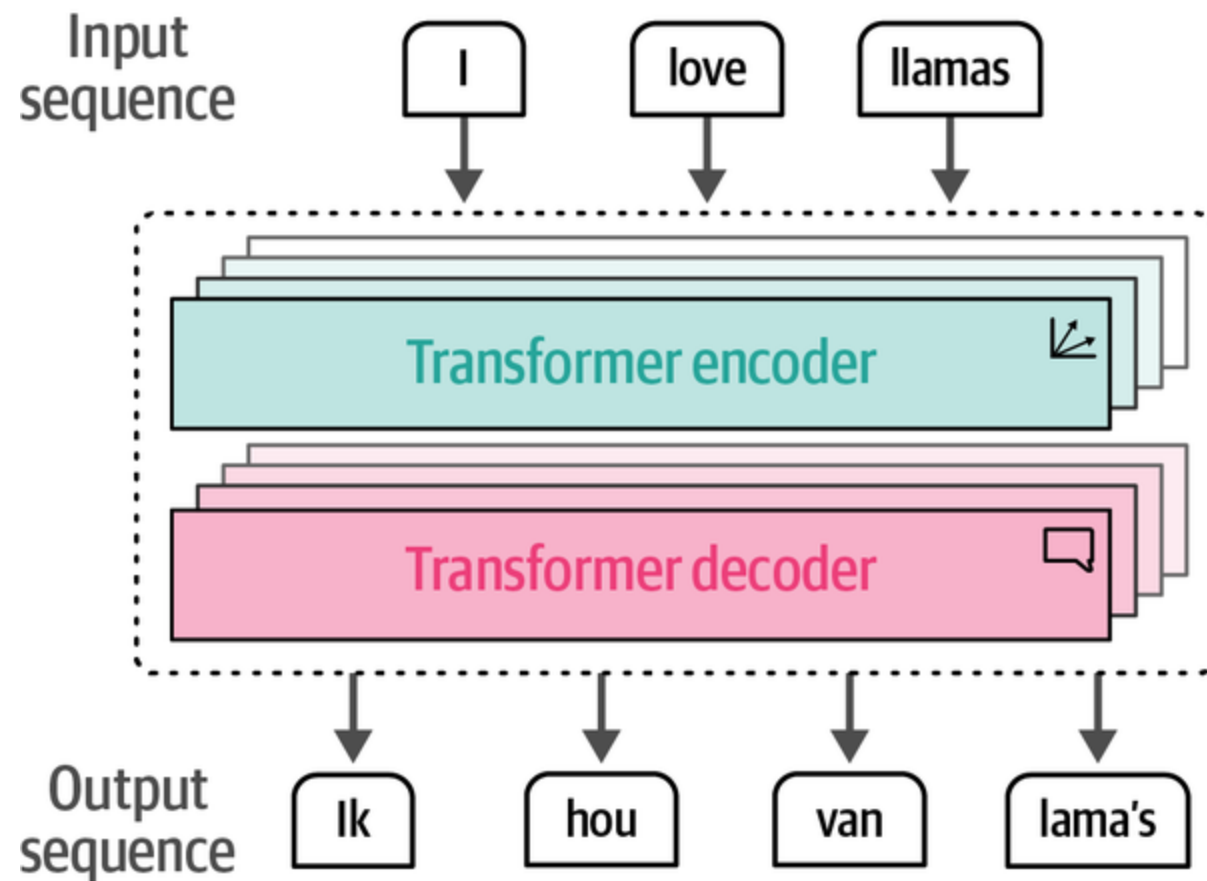 Input
sequence
I
love
llamas
Transformer encoder
Transformer decoder
Output
sequence
Ik
hou
van
lama's